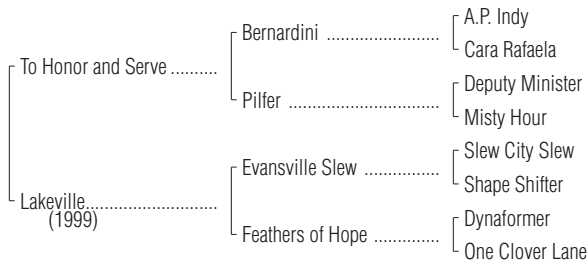 A.P. Indy
Bernardini ......................
Cara Rafaela
To Honor and Serve ..........
Deputy Minister
Pilfer .............................
Misty Hour
Slew City Slew
Evansville Slew ...............
Shape Shifter
Lakeville...........................
(1999)
Dynaformer
Feathers of Hope .............
One Clover Lane